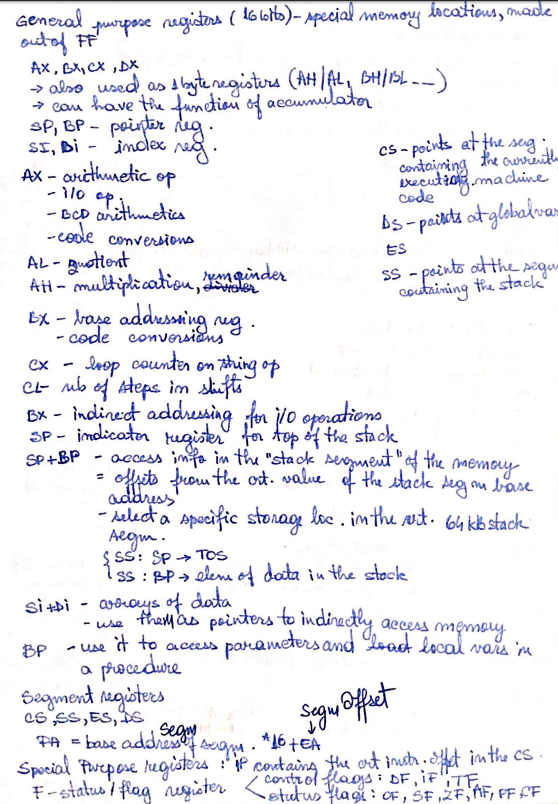 General purpose registers (16 bits) - special memory locations, made
out of FF
AX, BX, CX, DX
→ also used as 1 byte registers (AH/AL, BH/BL ---)
→ can have the function of accumulator
SP, BP - pointer reg.
SI, Di - index reg.
AX - arithmetic op
- i/o op.
- BCD arithmetics
- code conversions
AL - quotient
AH - multiplication, remainder
BX - base addressing reg.
- code conversions
CX - loop counter on string op
CL - nb of steps in shifts
BX - indirect addressing for i/o operations
SP - indicator register for top of the stack
SP+BP - access info in the "stack segment" of the memory
= offsets from the crt. value of the stack segm base
address
- select a specific storage loc. in the crt. 64kB stack
segm.
SS: SP → TOS
SS: BP → elem of data in the stack
Si+Di - arrays of data
- use them as pointers to indirectly access memory
BP - use it to access parameters and load local vars in
a procedure
CS - points at the seg.
containing the currently
executing machine
code
DS - points at global var
ES
SS - points at the segm
containing the stack
Segment registers
CS, SS, ES, DS
Segm Offset
Segm
PA = base address of segm. *16 + EA
Special Purpose registers: iP contains the crt instr. offset in the CS.
F - status/flag register
control flags: DF, iF, TF
status flags: OF, SF, ZF, AF, PF, CF